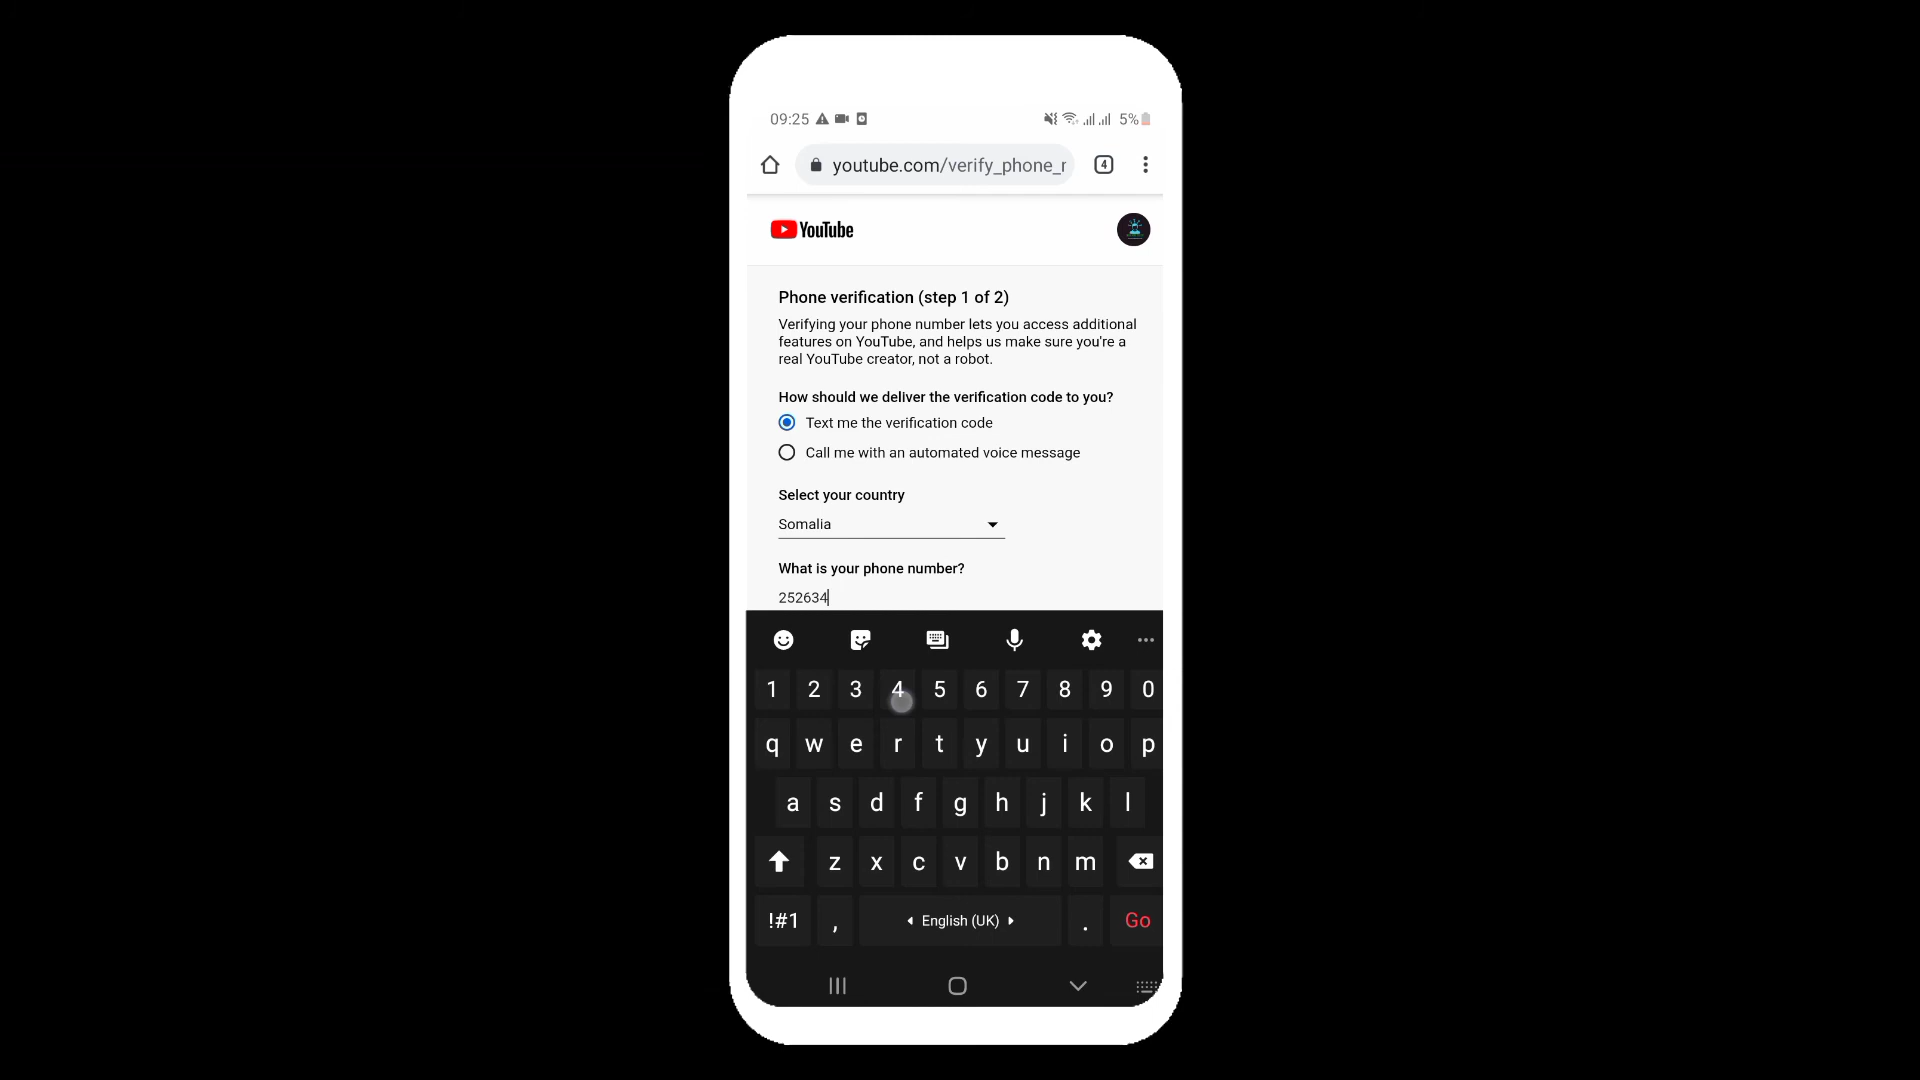 09:25
5%
youtube.com/verify_phone_r
4
YouTube
Phone verification (step 1 of 2)
Verifying your phone number lets you access additional
features on YouTube, and helps us make sure you're a
real YouTube creator, not a robot.
How should we deliver the verification code to you?
Text me the verification code
Call me with an automated voice message
Select your country
Somalia
What is your phone number?
252634
1 2 3 4 5 6 7 8 9 0
q w e r t y u i o p
a s d f g h j k l
z x c v b n m
!#1 , English (UK) . Go